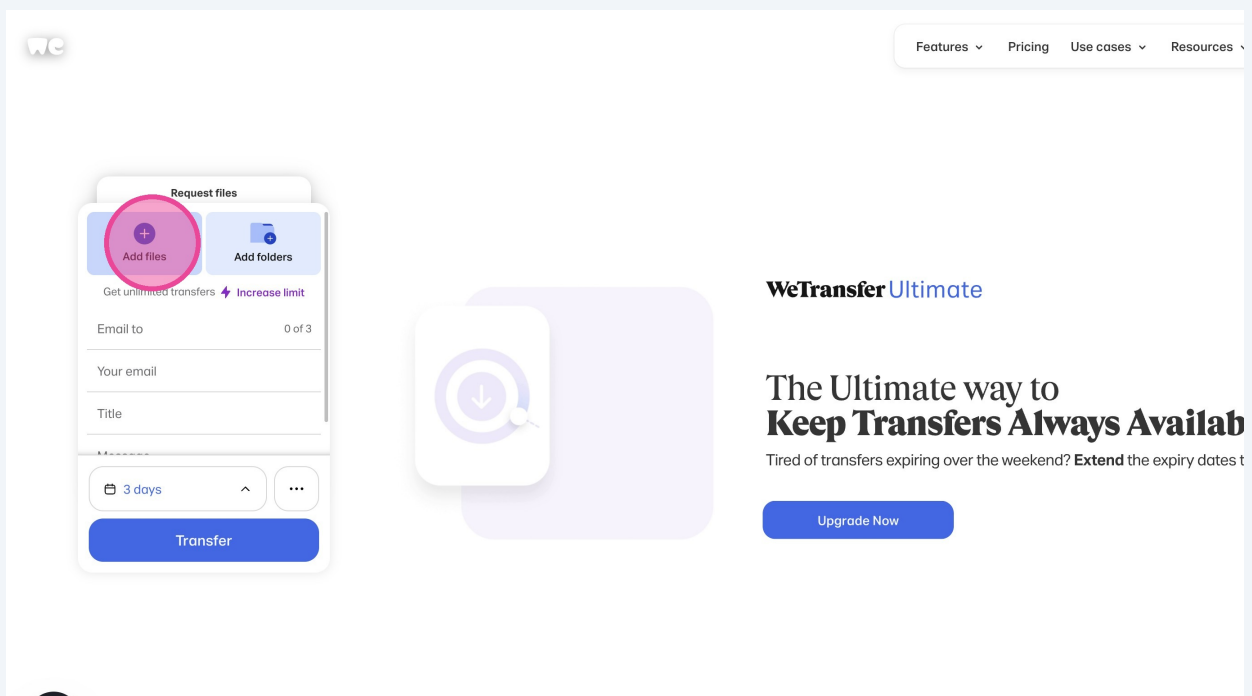 we
Features Pricing Use cases Resources
Request files
Add files Add folders
Get unlimited transfers Increase limit
Email to 0 of 3
Your email
Title
Message
3 days
Transfer
WeTransfer Ultimate
The Ultimate way to
Keep Transfers Always Availab
Tired of transfers expiring over the weekend? Extend the expiry dates t
Upgrade Now